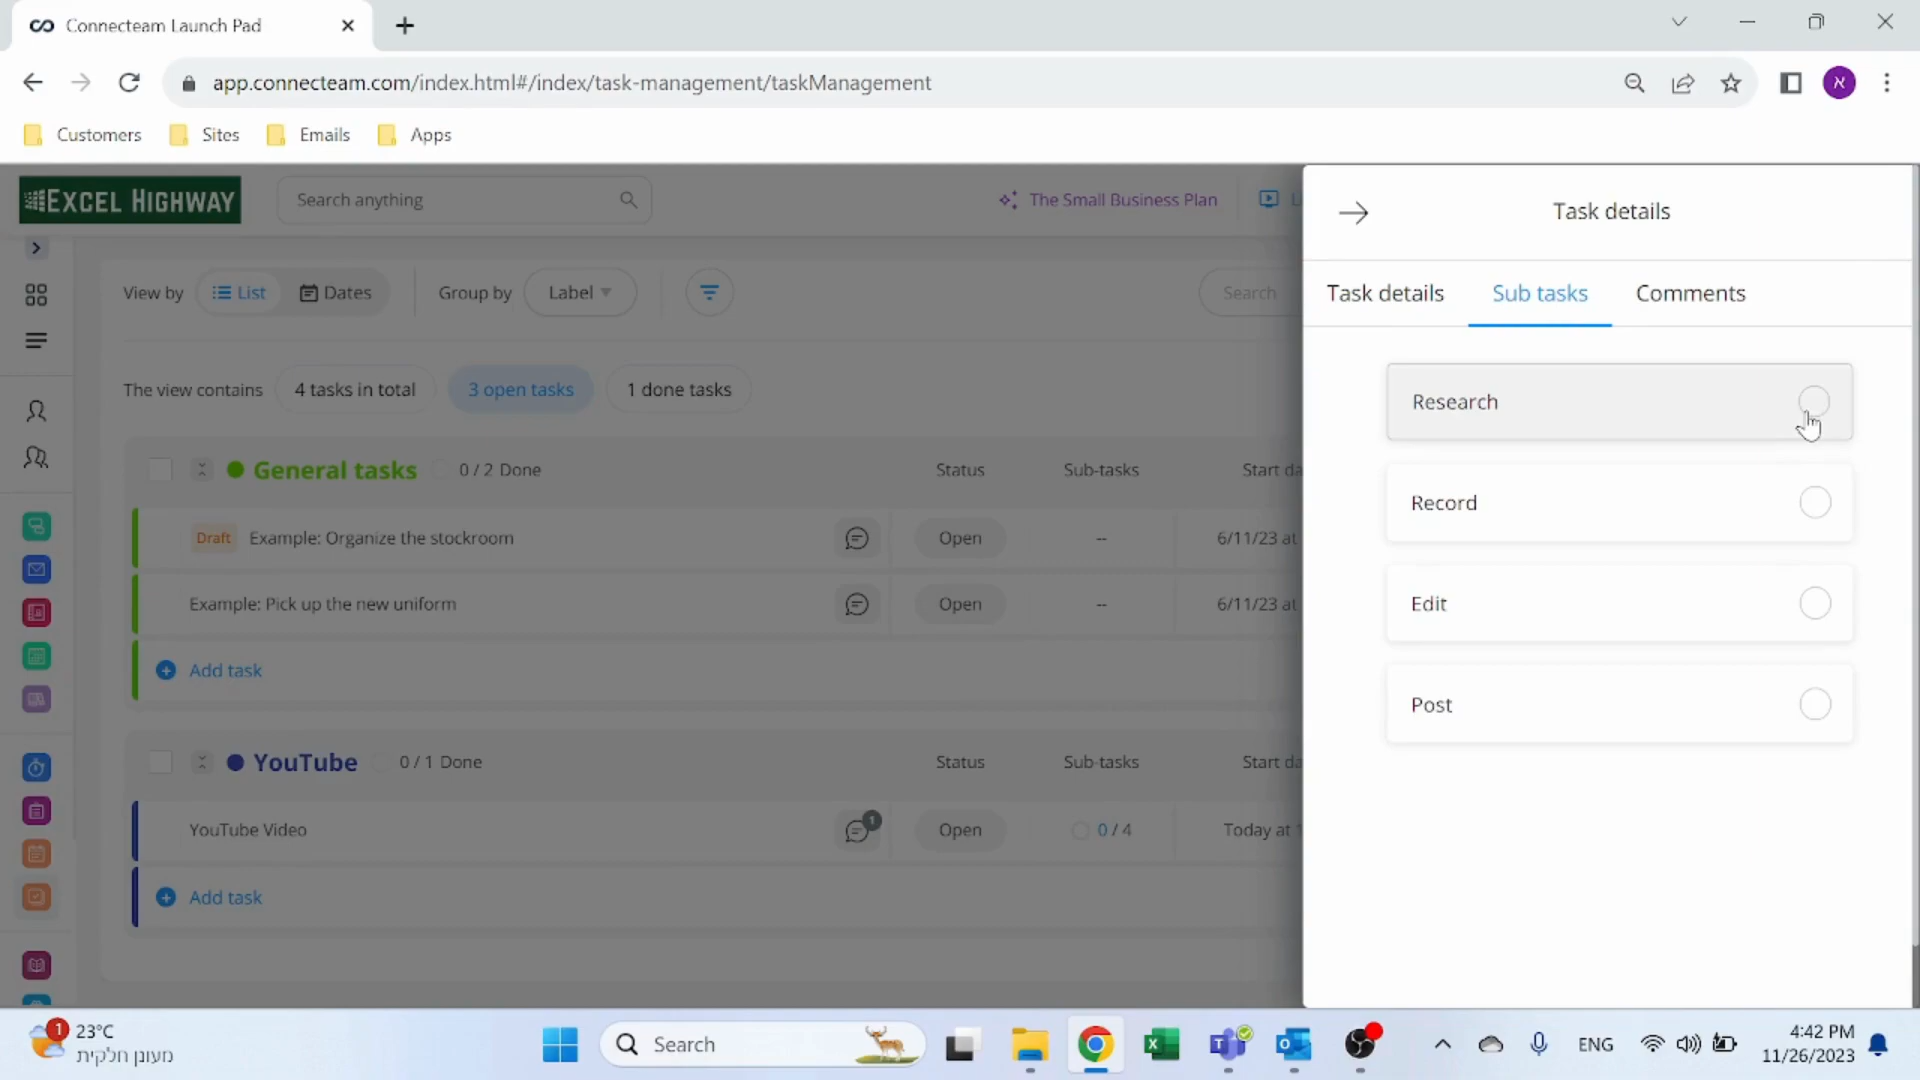 Connecteam Launch Pad
app.connecteam.com/index.html#/index/task-management/taskManagement
א
Customers
Sites
Emails
Apps
EXCEL HIGHWAY
Search anything
The Small Business Plan
View by
List
Dates
Group by
Label
Search
The view contains
4 tasks in total
3 open tasks
1 done tasks
General tasks
0 / 2 Done
Status
Sub-tasks
Start da
Draft
Example: Organize the stockroom
Open
--
6/11/23 at
Example: Pick up the new uniform
Open
--
6/11/23 at
Add task
YouTube
0 / 1 Done
Status
Sub-tasks
Start da
YouTube Video
1
Open
0 / 4
Today at 1
Add task
Task details
Task details
Sub tasks
Comments
Research
Record
Edit
Post
1
23°C
מעונן חלקית
Search
ENG
4:42 PM
11/26/2023